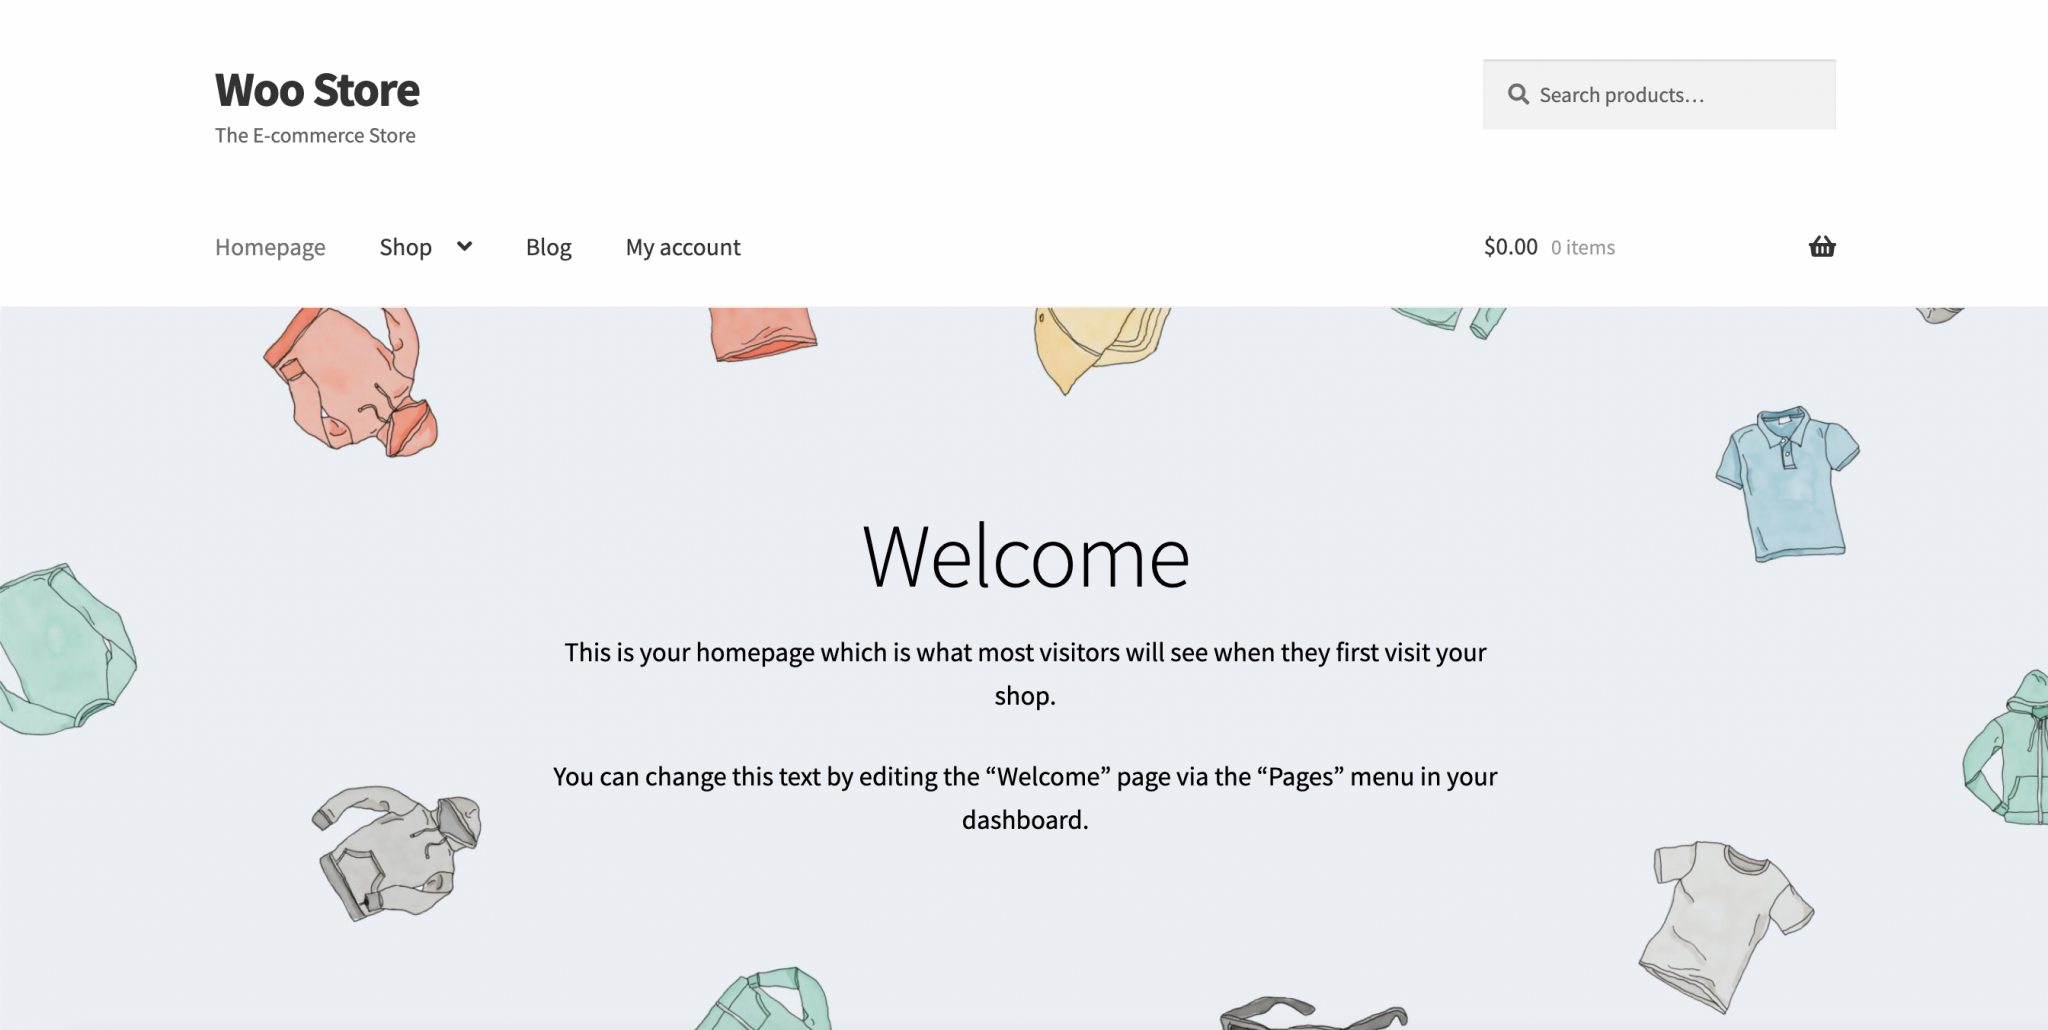 Woo Store
The E-commerce Store
Search products…
Homepage Shop Blog My account
$0.00 0 items
Welcome
This is your homepage which is what most visitors will see when they first visit your
shop.
You can change this text by editing the “Welcome” page via the “Pages” menu in your
dashboard.